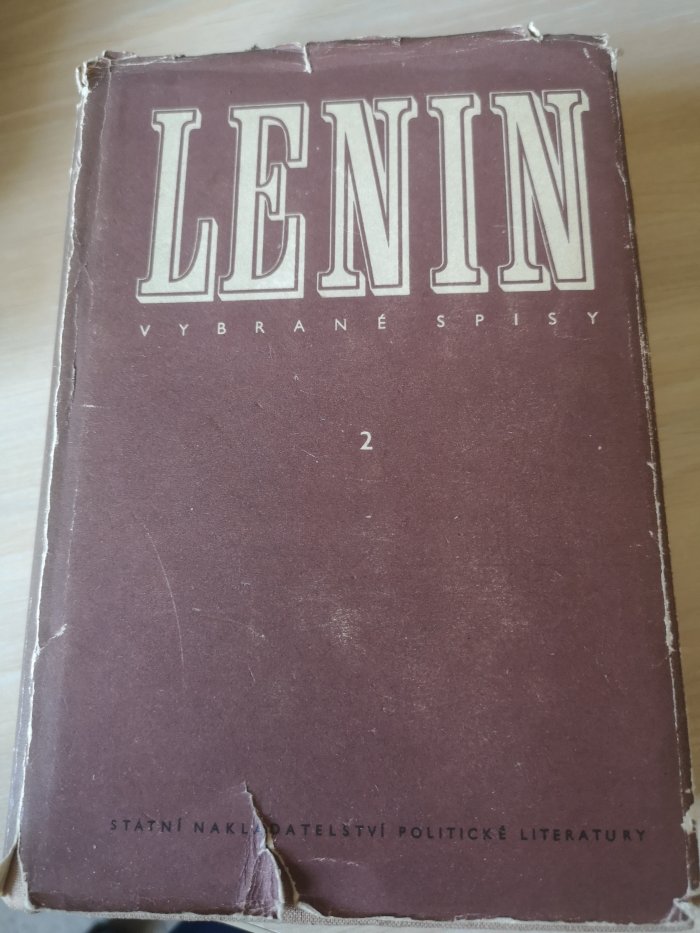 LENIN
VYBRANÉ SPISY
2
STÁTNÍ NAKLADATELSTVÍ POLITICKÉ LITERATURY